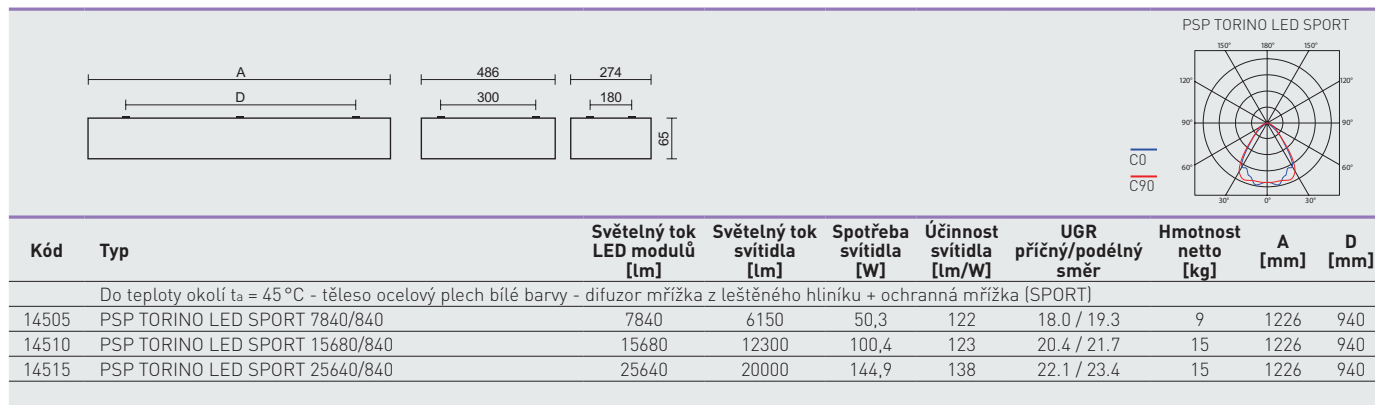 PSP TORINO LED SPORT
150° 180° 150°
120° 120°
90° 90°
60° 60°
30° 0° 30°
C0
C90
A
D
486
300
274
180
65
Kód Typ Světelný tok LED modulů [lm] Světelný tok svítidla [lm] Spotřeba svítidla [W] Účinnost svítidla [lm/W] UGR příčný/podélný směr Hmotnost netto [kg] A [mm] D [mm]
Do teploty okolí ta = 45°C - těleso ocelový plech bílé barvy - difuzor mřížka z leštěného hliníku + ochranná mřížka (SPORT)
14505 PSP TORINO LED SPORT 7840/840 7840 6150 50,3 122 18.0 / 19.3 9 1226 940
14510 PSP TORINO LED SPORT 15680/840 15680 12300 100,4 123 20.4 / 21.7 15 1226 940
14515 PSP TORINO LED SPORT 25640/840 25640 20000 144,9 138 22.1 / 23.4 15 1226 940